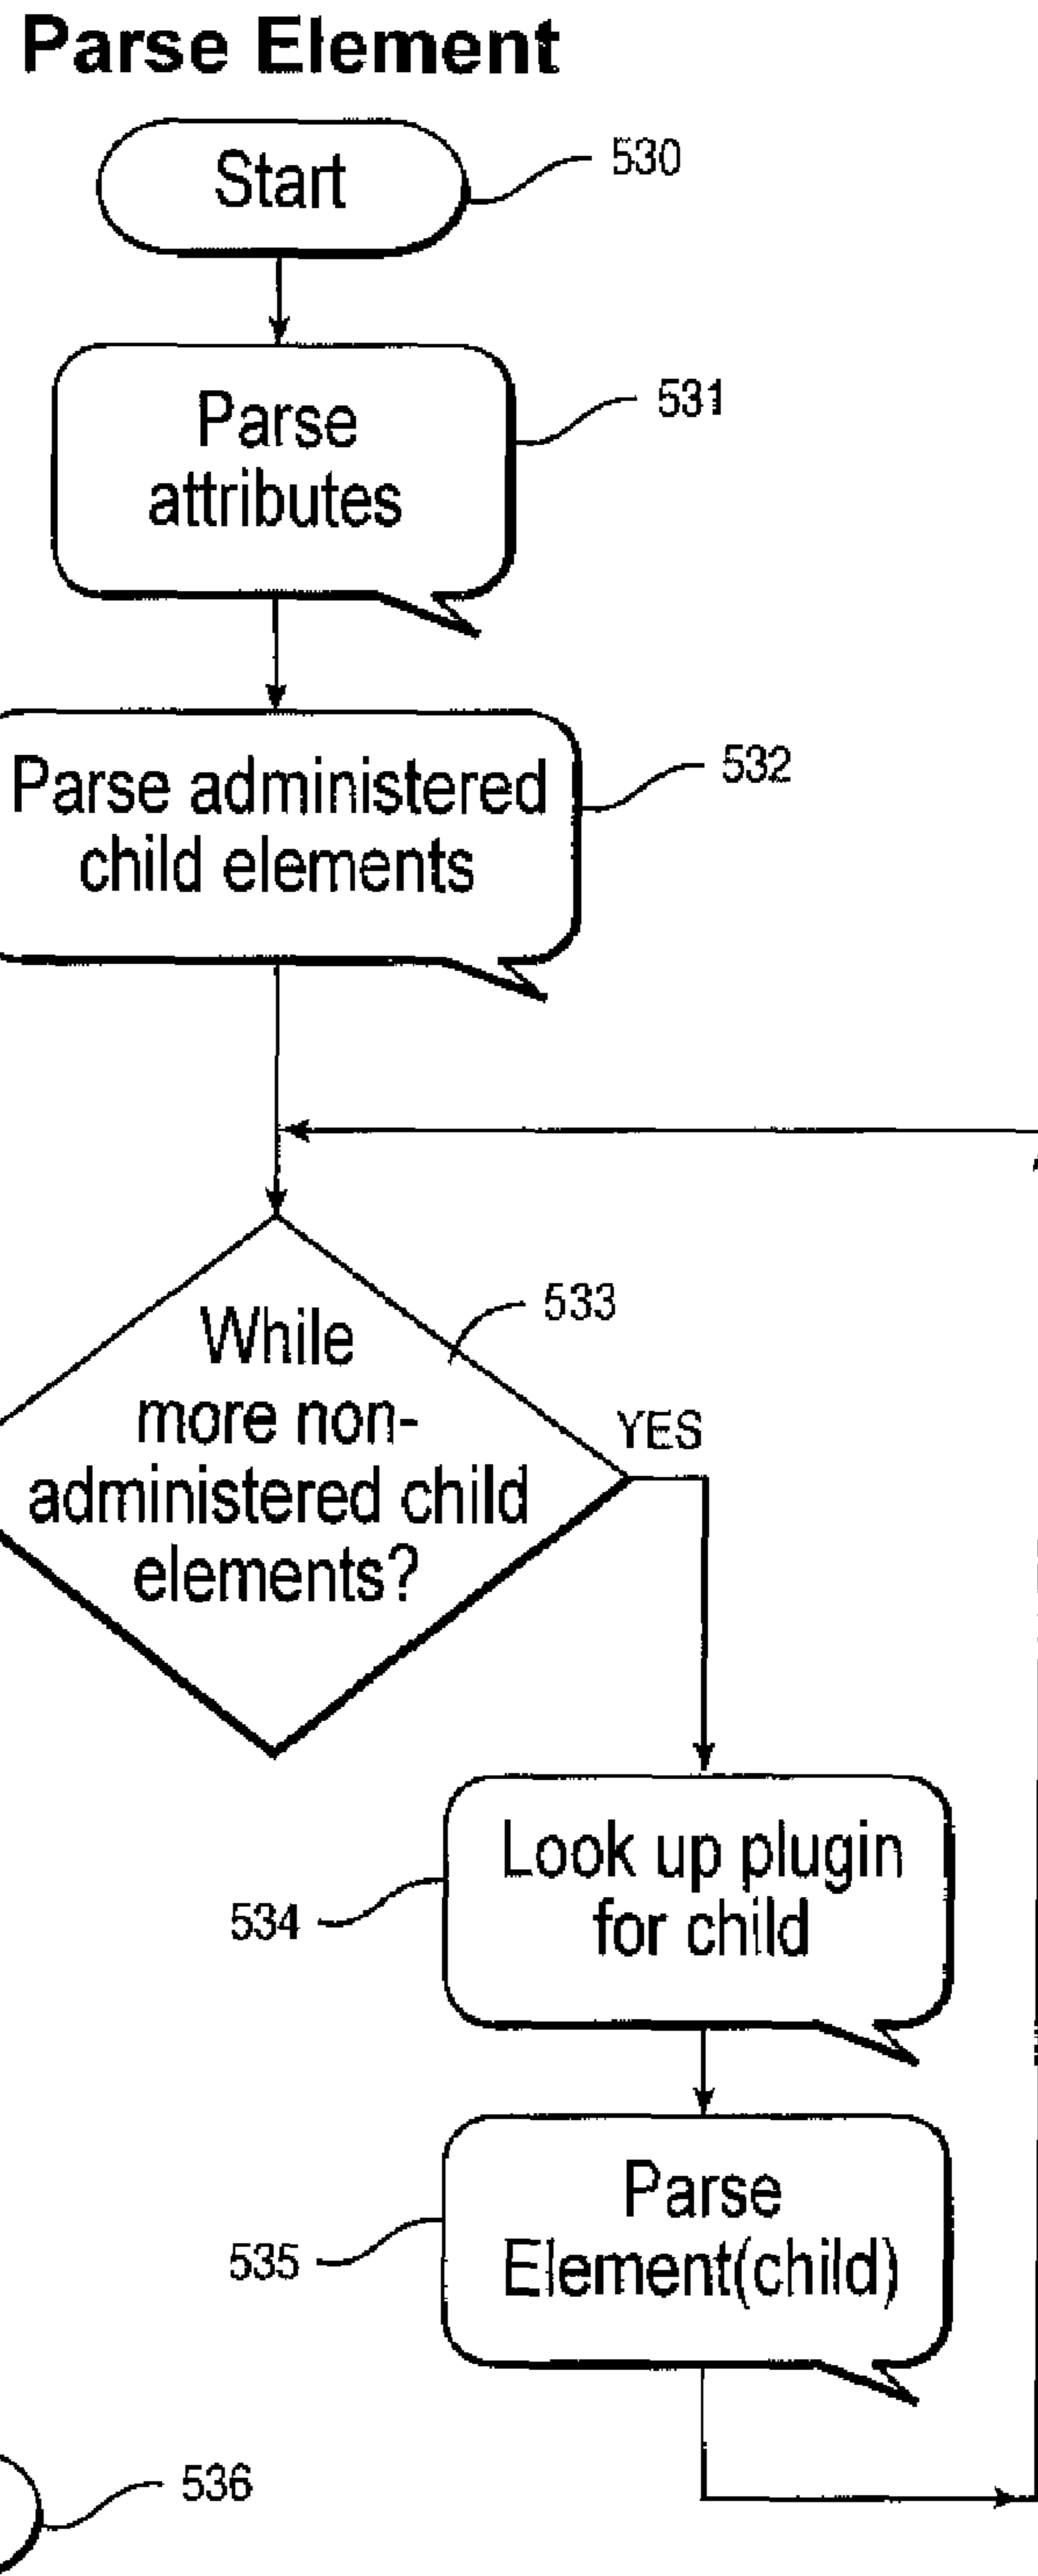 Parse Element
Start
530
Parse
attributes
531
Parse administered
child elements
532
While
more non-
administered child
elements?
533
YES
Look up plugin
for child
534
Parse
Element(child)
535
536